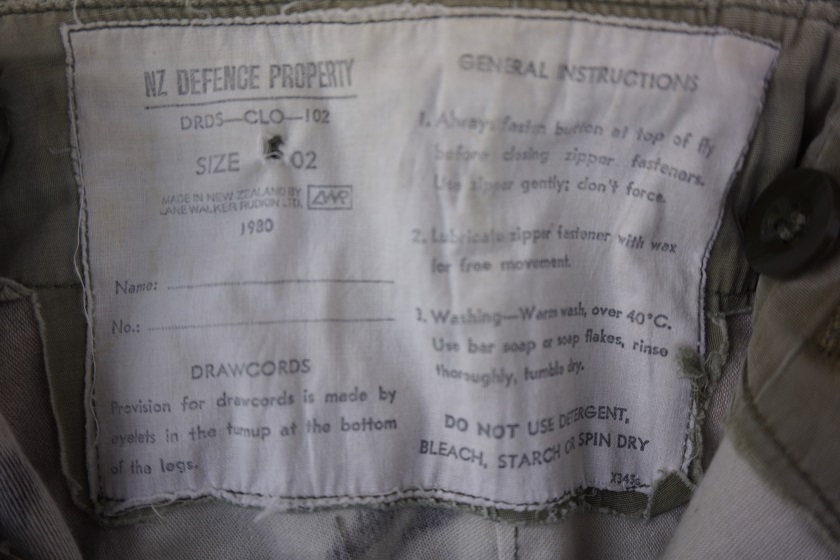 NZ DEFENCE PROPERTY
DRDS—CLO—102
SIZE 02
MADE IN NEW ZEALAND BY
LANE WALKER RUDKIN LTD.
LWR
1980
Name:
No.:
DRAWCORDS
Provision for drawcords is made by
eyelets in the turnup at the bottom
of the legs.
GENERAL INSTRUCTIONS
1. Always fasten button at top of fly
before closing zipper fasteners.
Use zipper gently; don't force.
2. Lubricate zipper fastener with wax
for free movement.
3. Washing—Warm wash, over 40°C.
Use bar soap or soap flakes, rinse
thoroughly, tumble dry.
DO NOT USE DETERGENT,
BLEACH, STARCH OR SPIN DRY